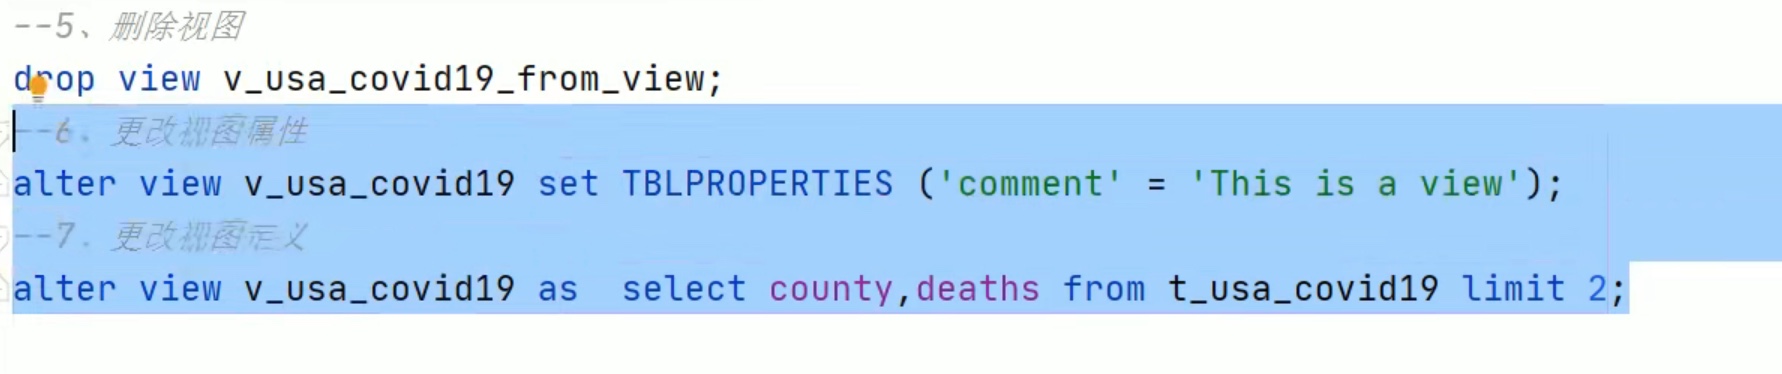 --5、删除视图
drop view v_usa_covid19_from_view;
--6. 更改视图属性
alter view v_usa_covid19 set TBLPROPERTIES ('comment' = 'This is a view');
--7. 更改视图定义
alter view v_usa_covid19 as  select county,deaths from t_usa_covid19 limit 2;